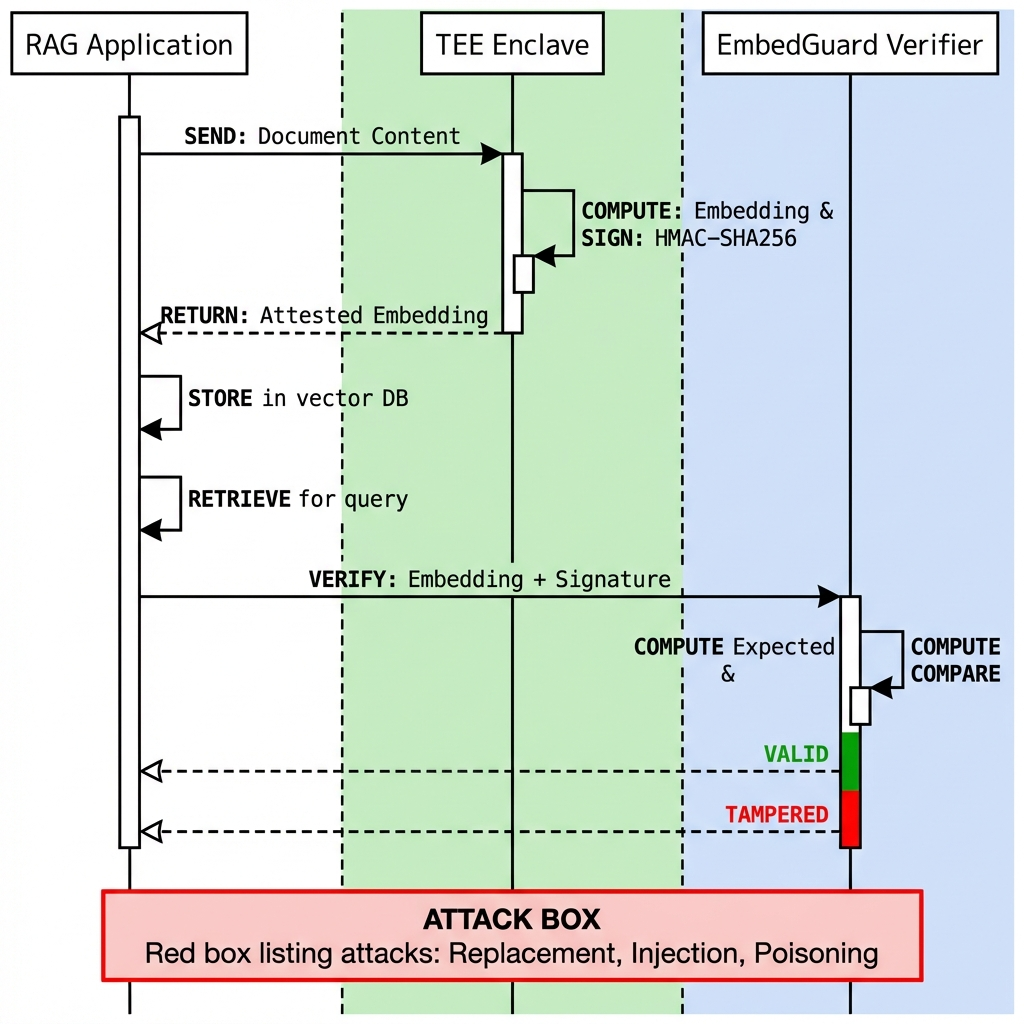 RAG Application
TEE Enclave
EmbedGuard Verifier
SEND: Document Content
COMPUTE: Embedding &
SIGN: HMAC-SHA256
RETURN: Attested Embedding
STORE in vector DB
RETRIEVE for query
VERIFY: Embedding + Signature
COMPUTE Expected
&
COMPUTE
COMPARE
VALID
TAMPERED
ATTACK BOX
Red box listing attacks: Replacement, Injection, Poisoning